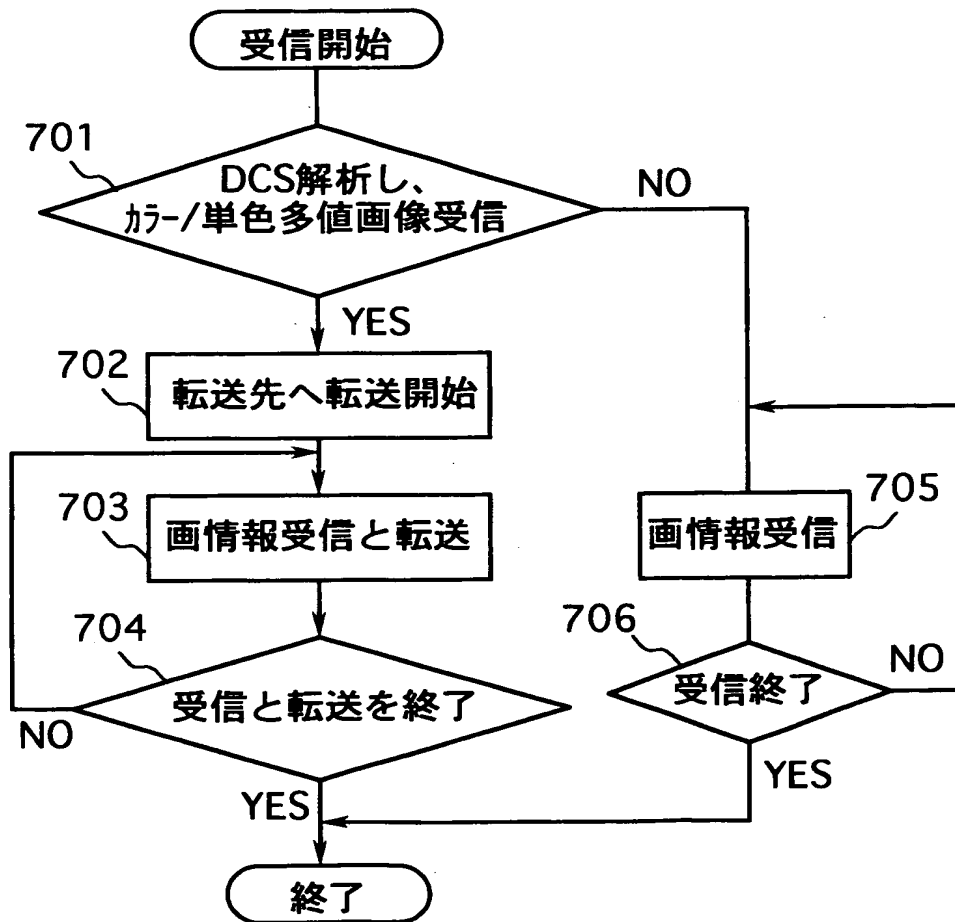 受信開始
701
DCS解析し、
ｶﾗｰ/単色多値画像受信
NO
YES
702
転送先へ転送開始
703
画情報受信と転送
705
画情報受信
704
受信と転送を終了
NO
706
受信終了
NO
YES
YES
終了